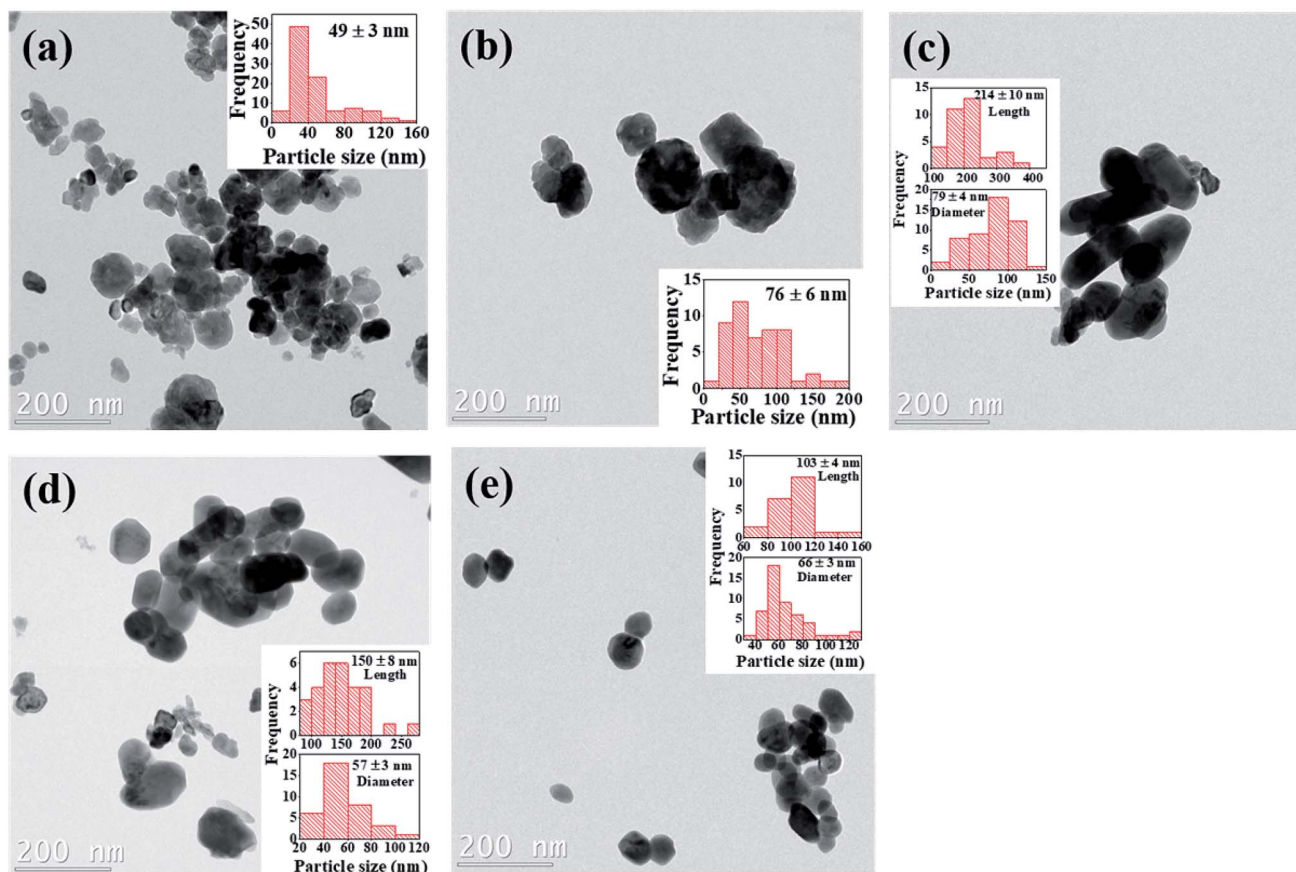 (a)
49 ± 3 nm
Frequency
50
40
30
20
10
0
0 40 80 120 160
Particle size (nm)
200 nm
(b)
76 ± 6 nm
Frequency
15
10
5
0
0 50 100 150 200
Particle size (nm)
200 nm
(c)
214 ± 10 nm
Length
15
10
5
0
100 200 300 400
Frequency
79 ± 4 nm
Diameter
20
15
10
5
0
0 50 100 150
Particle size (nm)
200 nm
(d)
150 ± 8 nm
Length
6
4
2
0
100 150 200 250
Frequency
57 ± 3 nm
Diameter
20
15
10
5
0
20 40 60 80 100 120
Particle size (nm)
200 nm
(e)
103 ± 4 nm
Length
15
10
5
0
60 80 100 120 140 160
Frequency
66 ± 3 nm
Diameter
20
15
10
5
0
40 60 80 100 120
Particle size (nm)
200 nm